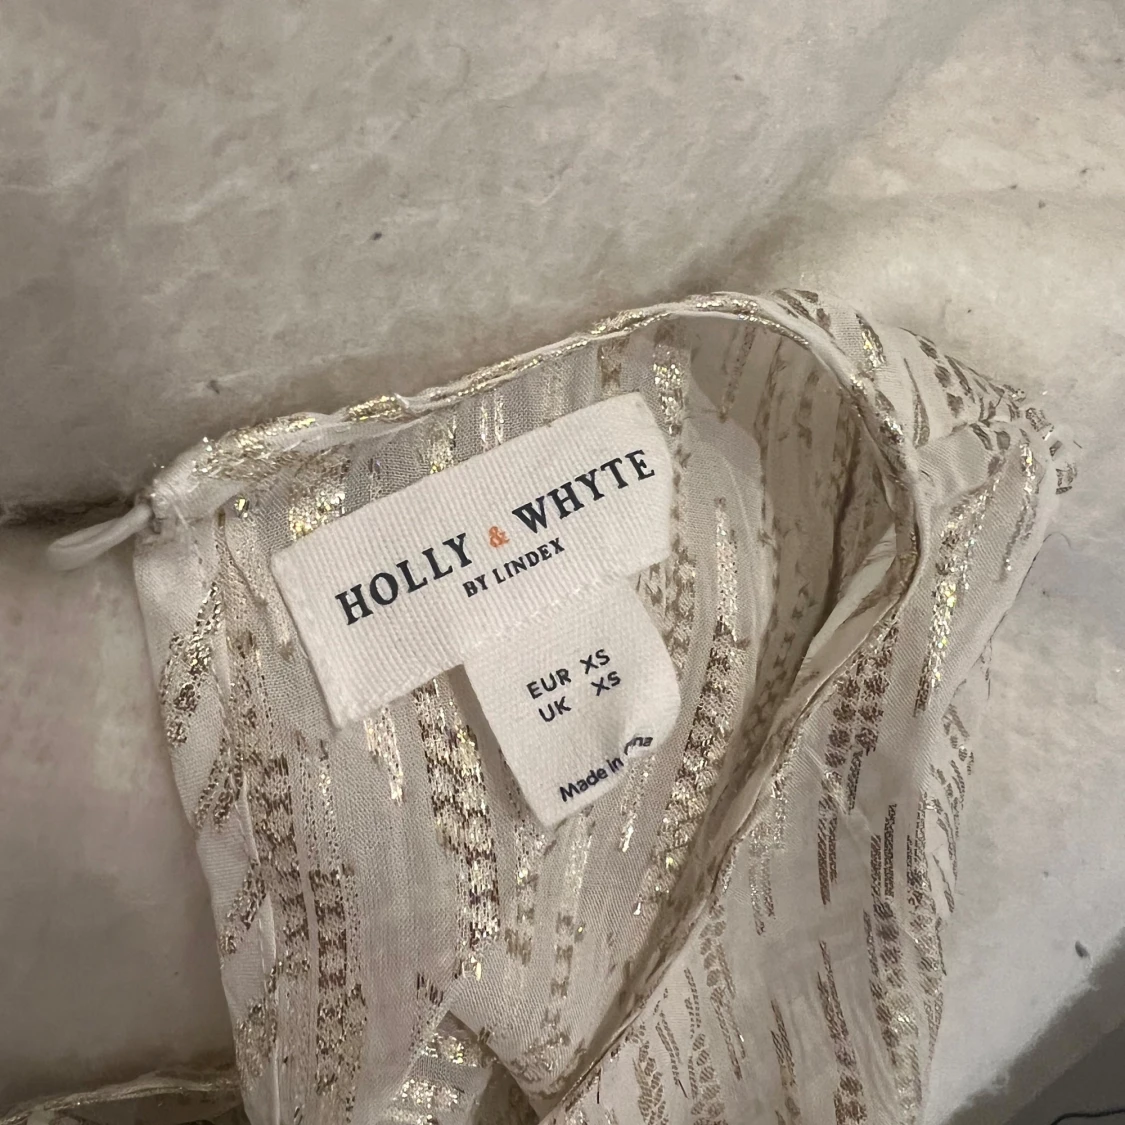 HOLLY & WHYTE
BY LINDEX
EUR XS
UK XS
Made in